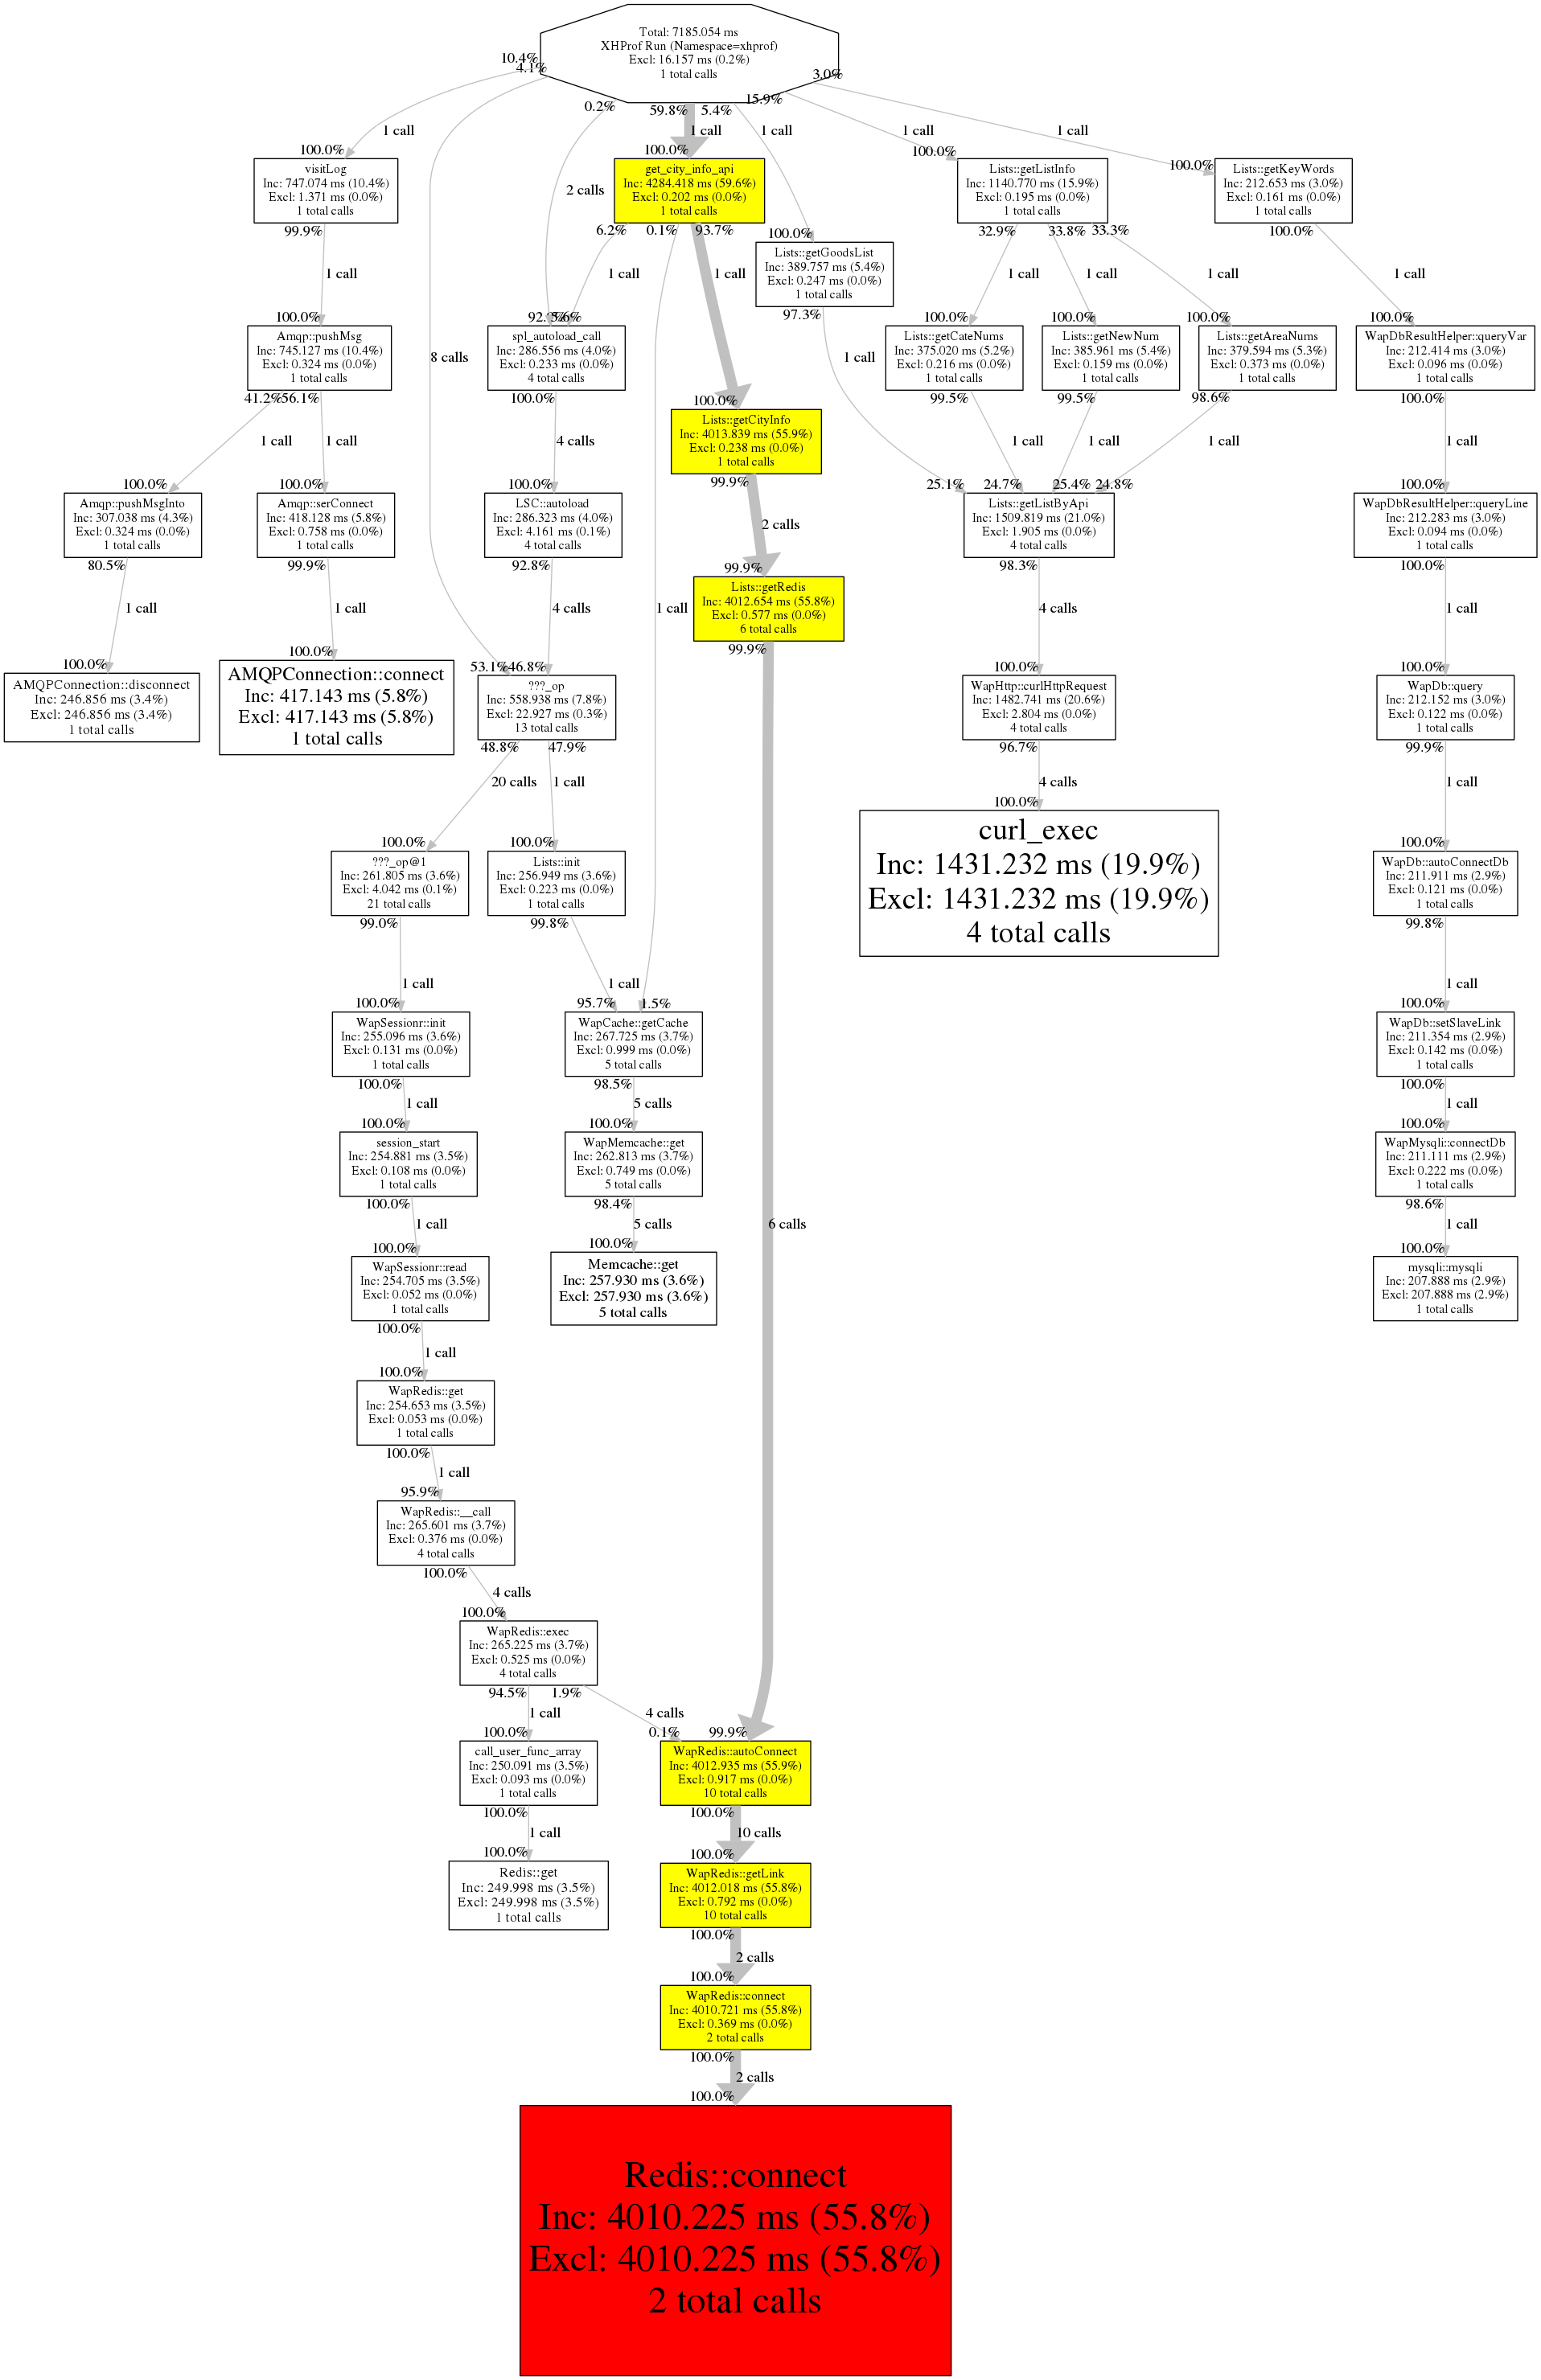 Total: 7185.054 ms
XHProf Run (Namespace=xhprof)
Excl: 16.157 ms (0.2%)
1 total calls
10.4%
4.1%
0.2%
59.8%
5.4%
15.9%
3.0%
1 call
1 call
1 call
1 call
1 call
100.0%
visitLog
Inc: 747.074 ms (10.4%)
Excl: 1.371 ms (0.0%)
1 total calls
99.9%
2 calls
100.0%
get_city_info_api
Inc: 4284.418 ms (59.6%)
Excl: 0.202 ms (0.0%)
1 total calls
6.2%
0.1%
93.7%
100.0%
Lists::getGoodsList
Inc: 389.757 ms (5.4%)
Excl: 0.247 ms (0.0%)
1 total calls
97.3%
100.0%
Lists::getListInfo
Inc: 1140.770 ms (15.9%)
Excl: 0.195 ms (0.0%)
1 total calls
32.9%
33.8%
33.3%
100.0%
Lists::getKeyWords
Inc: 212.653 ms (3.0%)
Excl: 0.161 ms (0.0%)
1 total calls
100.0%
1 call
1 call
1 call
1 call
1 call
1 call
1 call
100.0%
Amqp::pushMsg
Inc: 745.127 ms (10.4%)
Excl: 0.324 ms (0.0%)
1 total calls
41.2%
56.1%
8 calls
5.6%
spl_autoload_call
Inc: 286.556 ms (4.0%)
Excl: 0.233 ms (0.0%)
4 total calls
100.0%
1 call
100.0%
Lists::getCateNums
Inc: 375.020 ms (5.2%)
Excl: 0.216 ms (0.0%)
1 total calls
99.5%
100.0%
Lists::getNewNum
Inc: 385.961 ms (5.4%)
Excl: 0.159 ms (0.0%)
1 total calls
99.5%
100.0%
Lists::getAreaNums
Inc: 379.594 ms (5.3%)
Excl: 0.373 ms (0.0%)
1 total calls
98.6%
100.0%
WapDbResultHelper::queryVar
Inc: 212.414 ms (3.0%)
Excl: 0.096 ms (0.0%)
1 total calls
100.0%
100.0%
Lists::getCityInfo
Inc: 4013.839 ms (55.9%)
Excl: 0.238 ms (0.0%)
1 total calls
99.9%
1 call
1 call
4 calls
1 call
1 call
1 call
1 call
100.0%
Amqp::pushMsgInto
Inc: 307.038 ms (4.3%)
Excl: 0.324 ms (0.0%)
1 total calls
80.5%
100.0%
Amqp::serConnect
Inc: 418.128 ms (5.8%)
Excl: 0.758 ms (0.0%)
1 total calls
99.9%
100.0%
LSC::autoload
Inc: 286.323 ms (4.0%)
Excl: 4.161 ms (0.1%)
4 total calls
92.8%
2 calls
25.1%
24.7%
25.4%
24.8%
Lists::getListByApi
Inc: 1509.819 ms (21.0%)
Excl: 1.905 ms (0.0%)
4 total calls
98.3%
100.0%
WapDbResultHelper::queryLine
Inc: 212.283 ms (3.0%)
Excl: 0.094 ms (0.0%)
1 total calls
100.0%
99.9%
Lists::getRedis
Inc: 4012.654 ms (55.8%)
Excl: 0.577 ms (0.0%)
6 total calls
99.9%
1 call
1 call
4 calls
1 call
4 calls
1 call
100.0%
AMQPConnection::disconnect
Inc: 246.856 ms (3.4%)
Excl: 246.856 ms (3.4%)
1 total calls
100.0%
AMQPConnection::connect
Inc: 417.143 ms (5.8%)
Excl: 417.143 ms (5.8%)
1 total calls
53.1%
46.8%
???_op
Inc: 558.938 ms (7.8%)
Excl: 22.927 ms (0.3%)
13 total calls
48.8%
47.9%
100.0%
WapHttp::curlHttpRequest
Inc: 1482.741 ms (20.6%)
Excl: 2.804 ms (0.0%)
4 total calls
96.7%
100.0%
WapDb::query
Inc: 212.152 ms (3.0%)
Excl: 0.122 ms (0.0%)
1 total calls
99.9%
20 calls
1 call
4 calls
1 call
100.0%
???_op@1
Inc: 261.805 ms (3.6%)
Excl: 4.042 ms (0.1%)
21 total calls
99.0%
100.0%
Lists::init
Inc: 256.949 ms (3.6%)
Excl: 0.223 ms (0.0%)
1 total calls
99.8%
100.0%
curl_exec
Inc: 1431.232 ms (19.9%)
Excl: 1431.232 ms (19.9%)
4 total calls
100.0%
WapDb::autoConnectDb
Inc: 211.911 ms (2.9%)
Excl: 0.121 ms (0.0%)
1 total calls
99.8%
1 call
1 call
1 call
100.0%
WapSessionr::init
Inc: 255.096 ms (3.6%)
Excl: 0.131 ms (0.0%)
1 total calls
100.0%
95.7%
1.5%
WapCache::getCache
Inc: 267.725 ms (3.7%)
Excl: 0.999 ms (0.0%)
5 total calls
98.5%
100.0%
WapDb::setSlaveLink
Inc: 211.354 ms (2.9%)
Excl: 0.142 ms (0.0%)
1 total calls
100.0%
1 call
5 calls
1 call
100.0%
session_start
Inc: 254.881 ms (3.5%)
Excl: 0.108 ms (0.0%)
1 total calls
100.0%
100.0%
WapMemcache::get
Inc: 262.813 ms (3.7%)
Excl: 0.749 ms (0.0%)
5 total calls
98.4%
100.0%
WapMysqli::connectDb
Inc: 211.111 ms (2.9%)
Excl: 0.222 ms (0.0%)
1 total calls
98.6%
1 call
5 calls
6 calls
1 call
100.0%
WapSessionr::read
Inc: 254.705 ms (3.5%)
Excl: 0.052 ms (0.0%)
1 total calls
100.0%
100.0%
Memcache::get
Inc: 257.930 ms (3.6%)
Excl: 257.930 ms (3.6%)
5 total calls
100.0%
mysqli::mysqli
Inc: 207.888 ms (2.9%)
Excl: 207.888 ms (2.9%)
1 total calls
1 call
100.0%
WapRedis::get
Inc: 254.653 ms (3.5%)
Excl: 0.053 ms (0.0%)
1 total calls
100.0%
1 call
95.9%
WapRedis::__call
Inc: 265.601 ms (3.7%)
Excl: 0.376 ms (0.0%)
4 total calls
100.0%
4 calls
100.0%
WapRedis::exec
Inc: 265.225 ms (3.7%)
Excl: 0.525 ms (0.0%)
4 total calls
94.5%
1.9%
1 call
4 calls
100.0%
call_user_func_array
Inc: 250.091 ms (3.5%)
Excl: 0.093 ms (0.0%)
1 total calls
100.0%
0.1%
99.9%
WapRedis::autoConnect
Inc: 4012.935 ms (55.9%)
Excl: 0.917 ms (0.0%)
10 total calls
100.0%
1 call
10 calls
100.0%
Redis::get
Inc: 249.998 ms (3.5%)
Excl: 249.998 ms (3.5%)
1 total calls
100.0%
WapRedis::getLink
Inc: 4012.018 ms (55.8%)
Excl: 0.792 ms (0.0%)
10 total calls
100.0%
2 calls
100.0%
WapRedis::connect
Inc: 4010.721 ms (55.8%)
Excl: 0.369 ms (0.0%)
2 total calls
100.0%
2 calls
100.0%
Redis::connect
Inc: 4010.225 ms (55.8%)
Excl: 4010.225 ms (55.8%)
2 total calls